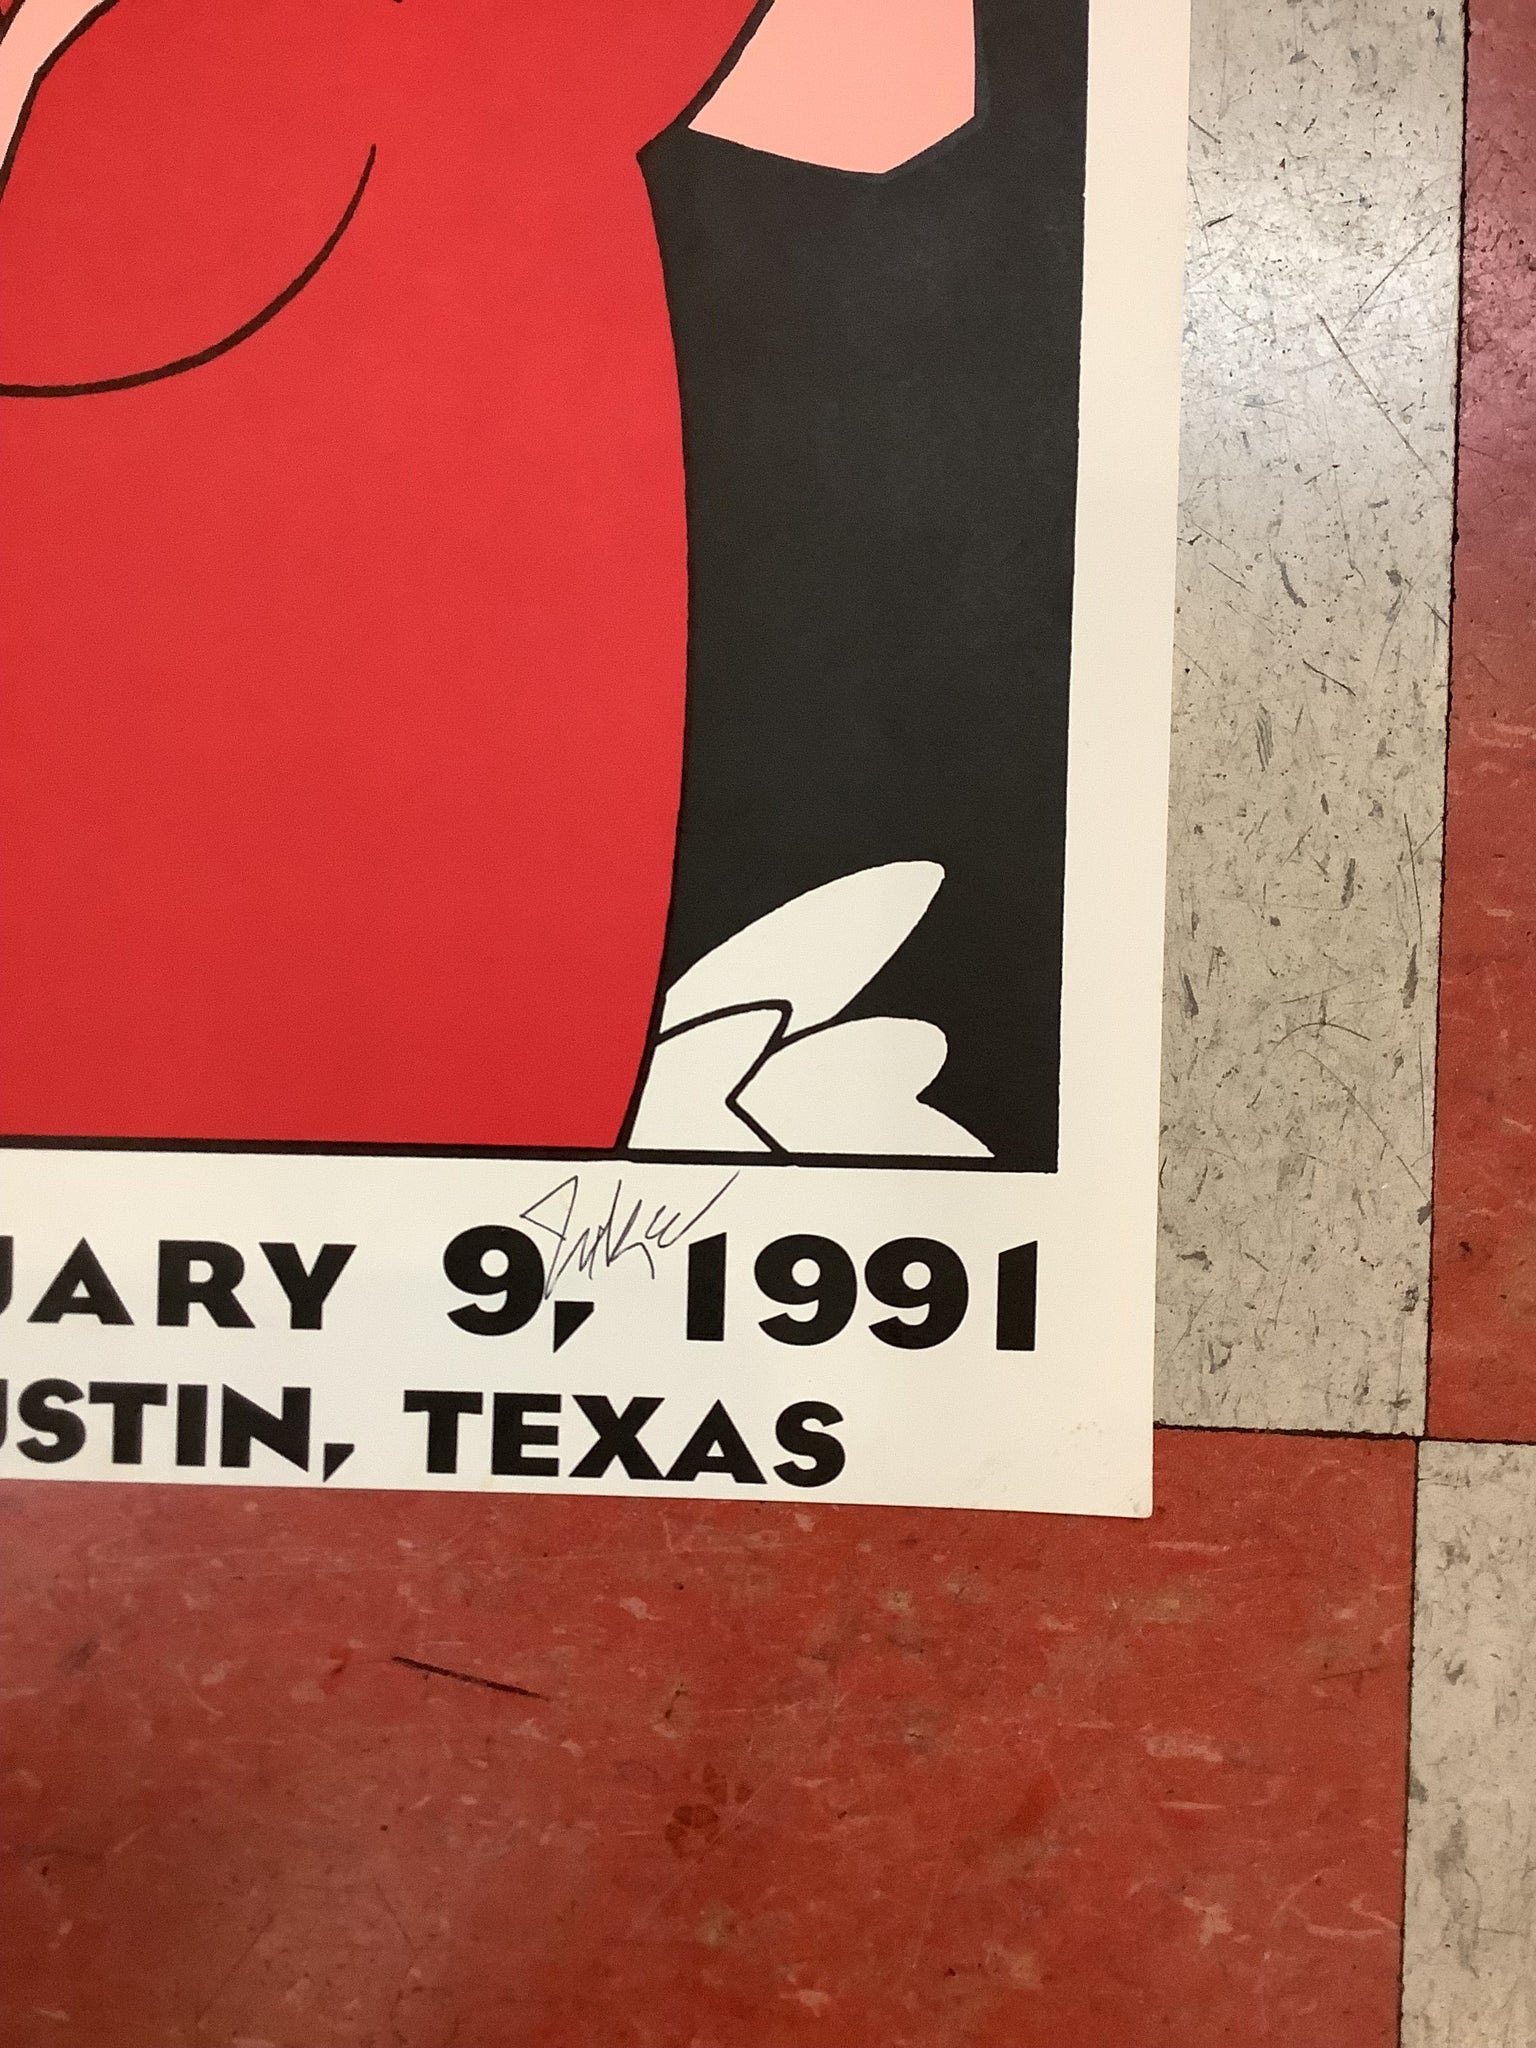 UARY 9, 1991
USTIN, TEXAS